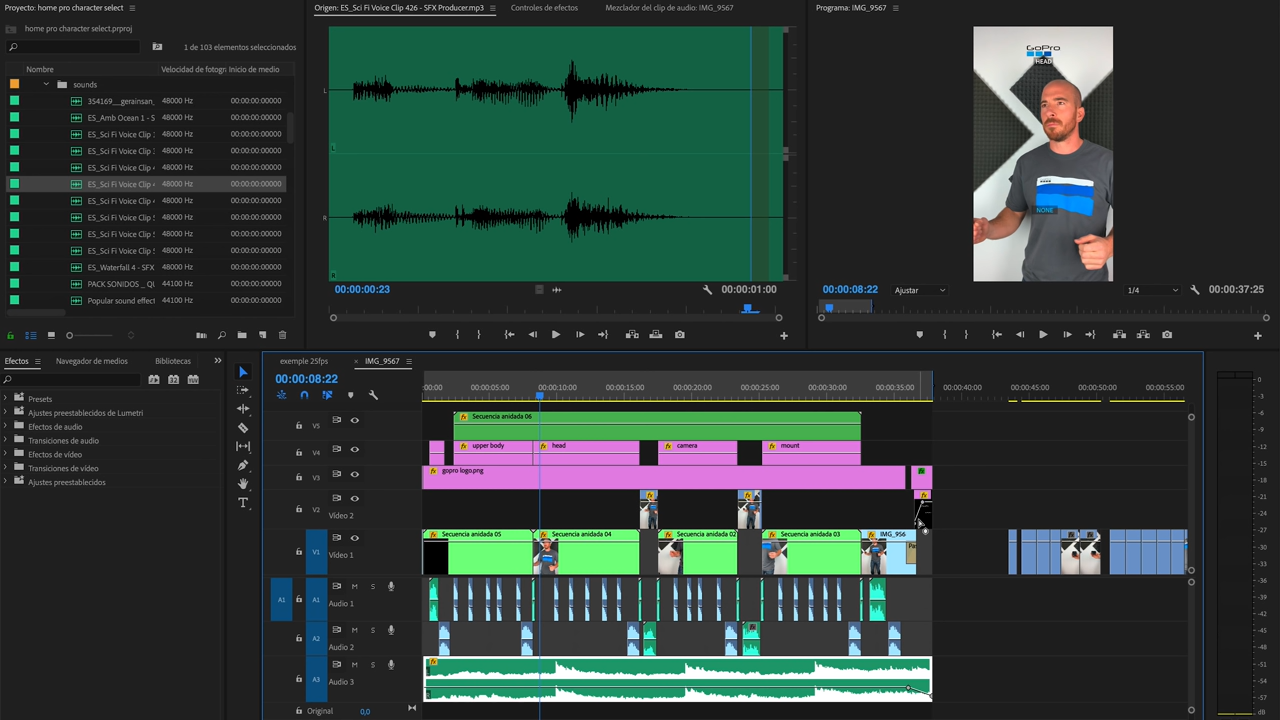 Proyecto: home pro character select
home pro character select.prproj
1 de 103 elementos seleccionados
Nombre
Velocidad de fotogr
Inicio de medio
sounds
354169__gerainsan_
48000 Hz
00:00:00:00000
ES_Amb Ocean 1 - S
48000 Hz
00:00:00:00000
ES_Sci Fi Voice Clip
48000 Hz
00:00:00:00000
ES_Sci Fi Voice Clip
48000 Hz
00:00:00:00000
ES_Sci Fi Voice Clip
48000 Hz
00:00:00:00000
ES_Sci Fi Voice Clip
48000 Hz
00:00:00:00000
ES_Sci Fi Voice Clip
48000 Hz
00:00:00:00000
ES_Sci Fi Voice Clip
48000 Hz
00:00:00:00000
ES_Sci Fi Voice Clip
48000 Hz
00:00:00:00000
ES_Sci Fi Voice Clip
48000 Hz
00:00:00:00000
ES_Waterfall 4 - SFX
48000 Hz
00:00:00:00000
PACK SONIDOS _ QU
44100 Hz
00:00:00:00000
Popular sound effect
44100 Hz
00:00:00:00000
Origen: ES_Sci Fi Voice Clip 426 - SFX Producer.mp3
Controles de efectos
Mezclador del clip de audio: IMG_9567
L
L
R
R
00:00:00:23
00:00:01:00
Programa: IMG_9567
GoPro
HEAD
NONE
00:00:08:22
Ajustar
1/4
00:00:37:25
Efectos
Navegador de medios
Bibliotecas
Presets
Ajustes preestablecidos de Lumetri
Efectos de audio
Transiciones de audio
Efectos de vídeo
Transiciones de vídeo
Ajustes preestablecidos
exemple 25fps
IMG_9567
00:00:08:22
:00:00
00:00:05:00
00:00:10:00
00:00:15:00
00:00:20:00
00:00:25:00
00:00:30:00
00:00:35:00
00:00:40:00
00:00:45:00
00:00:50:00
00:00:55:00
V5
Secuencia anidada 06
V4
upper body
head
camera
mount
V3
gopro logo.png
V2
Vídeo 2
V1
Vídeo 1
Secuencia anidada 05
Secuencia anidada 04
Secuencia anidada 02
Secuencia anidada 03
IMG_956
A1
A1
M
S
Audio 1
A2
M
S
Audio 2
A3
M
S
Audio 3
Original
0,0
0
-6
-12
-18
-24
-30
-36
-42
-48
-54
dB